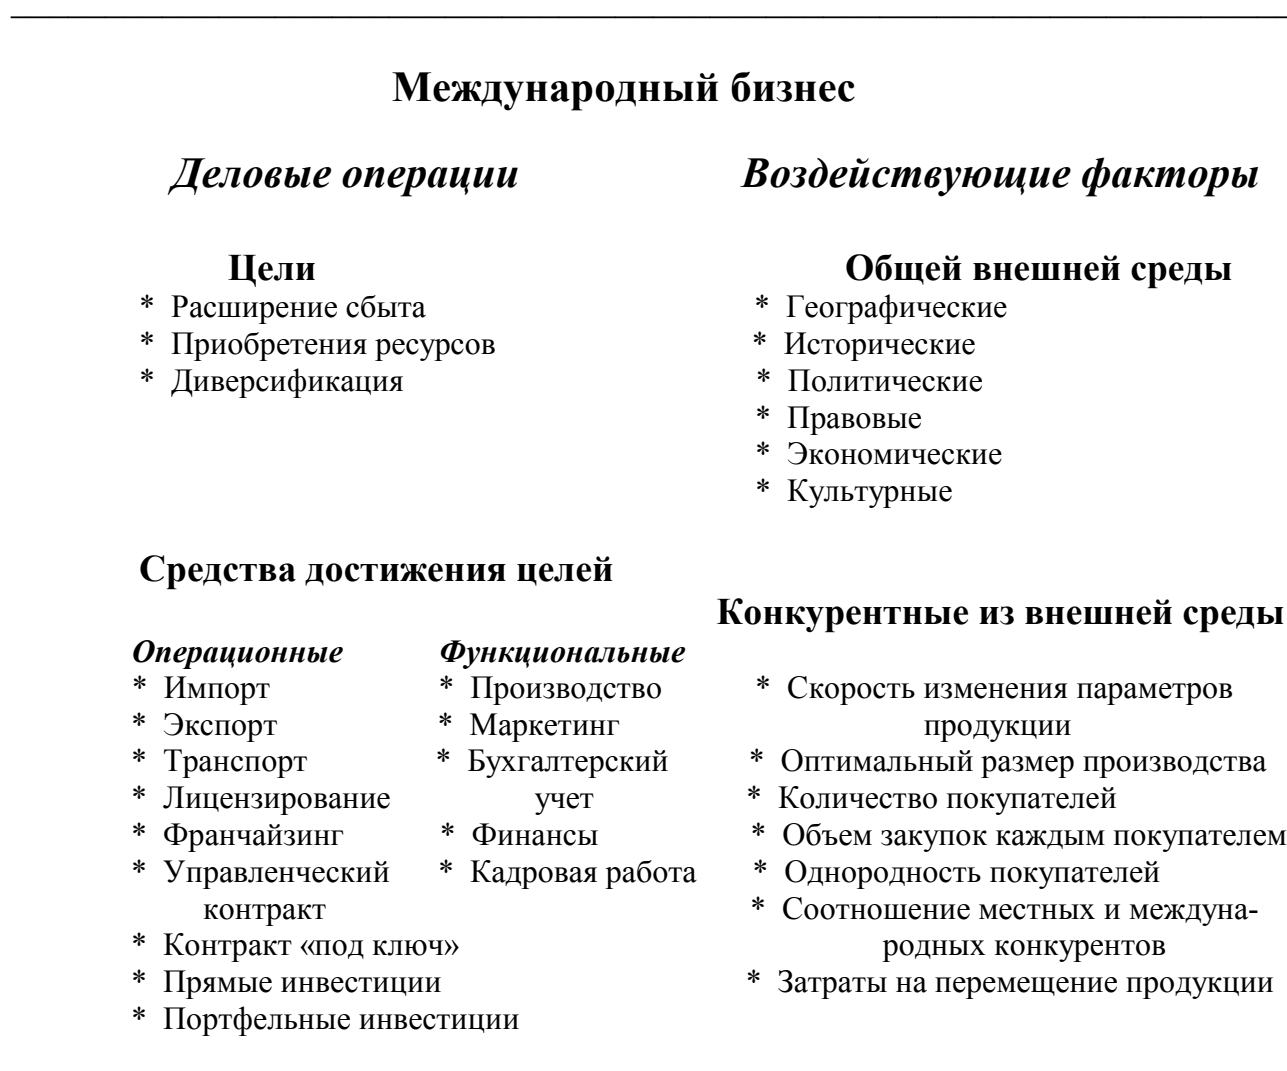 Международный бизнес
Деловые операции
Цели
* Расширение сбыта
* Приобретения ресурсов
* Диверсификация
Средства достижения целей
Операционные
* Импорт
* Экспорт
* Транспорт
* Лицензирование
* Франчайзинг
* Управленческий
контракт
* Контракт «под ключ»
* Прямые инвестиции
* Портфельные инвестиции
Функциональные
* Производство
* Маркетинг
* Бухгалтерский
учет
* Финансы
* Кадровая работа
Воздействующие факторы
Общей внешней среды
* Географические
* Исторические
* Политические
* Правовые
* Экономические
* Культурные
Конкурентные из внешней среды
* Скорость изменения параметров
продукции
* Оптимальный размер производства
* Количество покупателей
* Объем закупок каждым покупателем
* Однородность покупателей
* Соотношение местных и междуна-
родных конкурентов
* Затраты на перемещение продукции